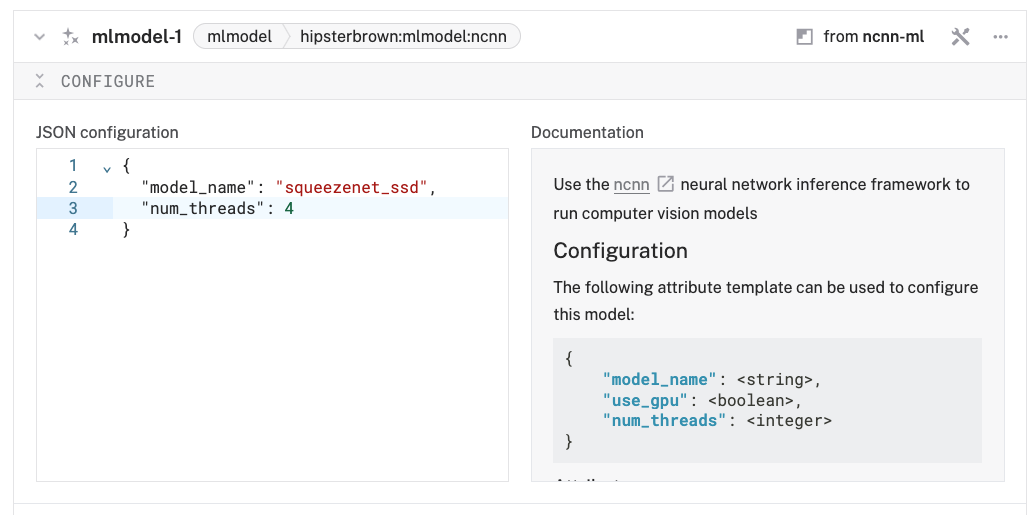 mlmodel-1 mlmodel hipsterbrown:mlmodel:ncnn from ncnn-ml
CONFIGURE
JSON configuration
1 {
2 "model_name": "squeezenet_ssd",
3 "num_threads": 4
4 }
Documentation
Use the ncnn neural network inference framework to
run computer vision models
Configuration
The following attribute template can be used to configure
this model:
{
"model_name": <string>,
"use_gpu": <boolean>,
"num_threads": <integer>
}